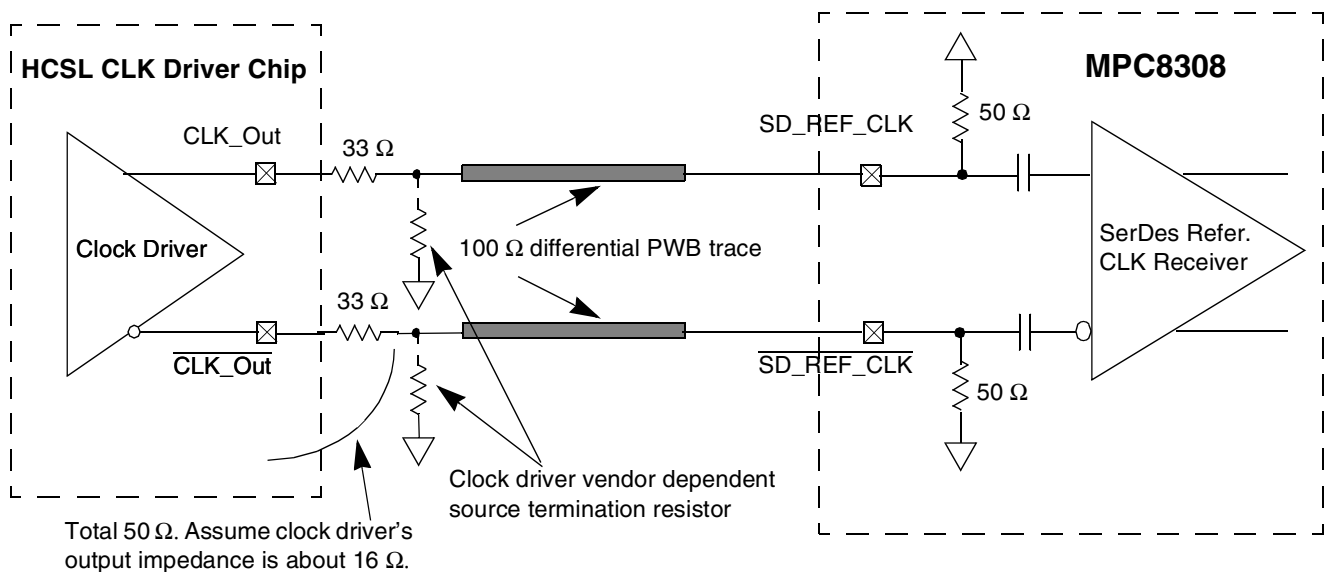 HCSL CLK Driver Chip
MPC8308
CLK_Out
33 Ω
SD_REF_CLK
50 Ω
Clock Driver
100 Ω differential PWB trace
SerDes Refer.
CLK Receiver
33 Ω
CLK_Out
SD_REF_CLK
50 Ω
Clock driver vendor dependent
source termination resistor
Total 50 Ω. Assume clock driver's
output impedance is about 16 Ω.